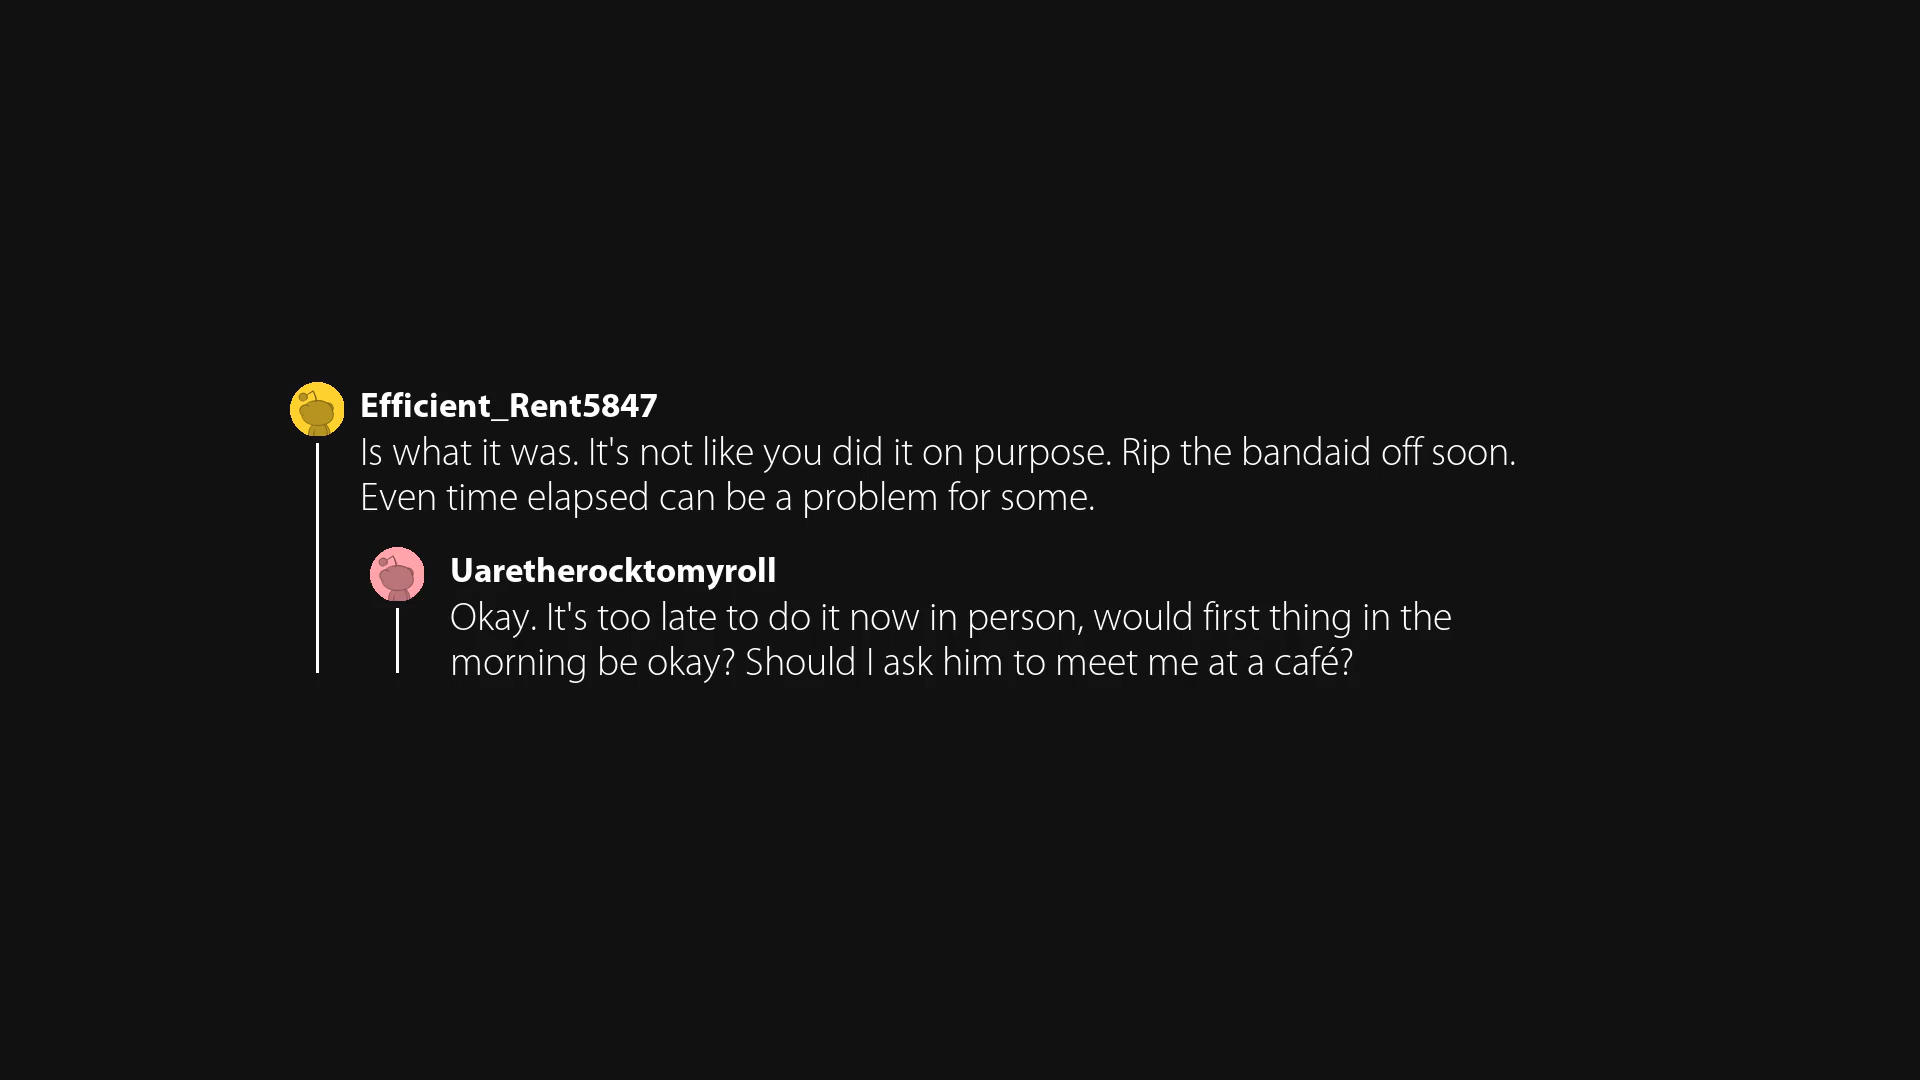 Efficient_Rent5847
Is what it was. It's not like you did it on purpose. Rip the bandaid off soon.
Even time elapsed can be a problem for some.
Uaretherocktomyroll
Okay. It's too late to do it now in person, would first thing in the
morning be okay? Should I ask him to meet me at a café?